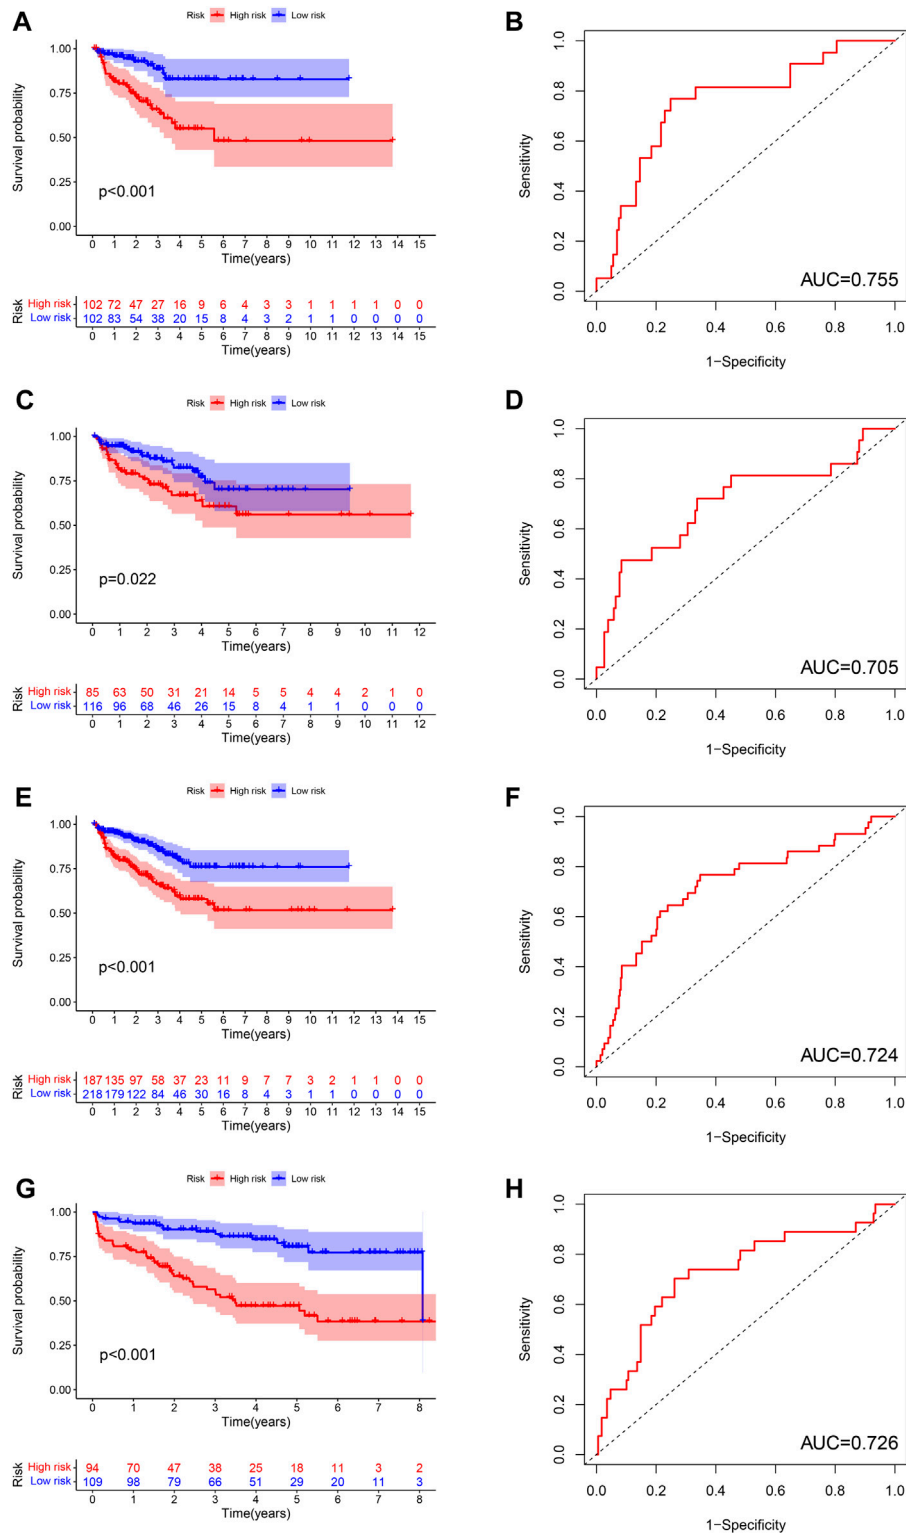 A
Risk High risk Low risk
1.00
0.75
0.50
0.25
0.00
Survival probability
p<0.001
0 1 2 3 4 5 6 7 8 9 10 11 12 13 14 15
Time(years)
Risk
High risk 102 72 47 27 16 9 6 4 3 3 1 1 1 1 0 0
Low risk 102 83 54 38 20 15 8 4 3 2 1 1 0 0 0 0
0 1 2 3 4 5 6 7 8 9 10 11 12 13 14 15
Time(years)
B
1.0
0.8
0.6
0.4
0.2
0.0
Sensitivity
AUC=0.755
0.0 0.2 0.4 0.6 0.8 1.0
1−Specificity
C
Risk High risk Low risk
1.00
0.75
0.50
0.25
0.00
Survival probability
p=0.022
0 1 2 3 4 5 6 7 8 9 10 11 12
Time(years)
Risk
High risk 85 63 50 31 21 14 5 5 4 4 2 1 0
Low risk 116 96 68 46 26 15 8 4 1 1 0 0 0
0 1 2 3 4 5 6 7 8 9 10 11 12
Time(years)
D
1.0
0.8
0.6
0.4
0.2
0.0
Sensitivity
AUC=0.705
0.0 0.2 0.4 0.6 0.8 1.0
1−Specificity
E
Risk High risk Low risk
1.00
0.75
0.50
0.25
0.00
Survival probability
p<0.001
0 1 2 3 4 5 6 7 8 9 10 11 12 13 14 15
Time(years)
Risk
High risk 187 135 97 58 37 23 11 9 7 7 3 2 1 1 0 0
Low risk 218 179 122 84 46 30 16 8 4 3 1 1 0 0 0 0
0 1 2 3 4 5 6 7 8 9 10 11 12 13 14 15
Time(years)
F
1.0
0.8
0.6
0.4
0.2
0.0
Sensitivity
AUC=0.724
0.0 0.2 0.4 0.6 0.8 1.0
1−Specificity
G
Risk High risk Low risk
1.00
0.75
0.50
0.25
0.00
Survival probability
p<0.001
0 1 2 3 4 5 6 7 8
Time(years)
Risk
High risk 94 70 47 38 25 18 11 3 2
Low risk 109 98 79 66 51 29 20 11 3
0 1 2 3 4 5 6 7 8
Time(years)
H
1.0
0.8
0.6
0.4
0.2
0.0
Sensitivity
AUC=0.726
0.0 0.2 0.4 0.6 0.8 1.0
1−Specificity